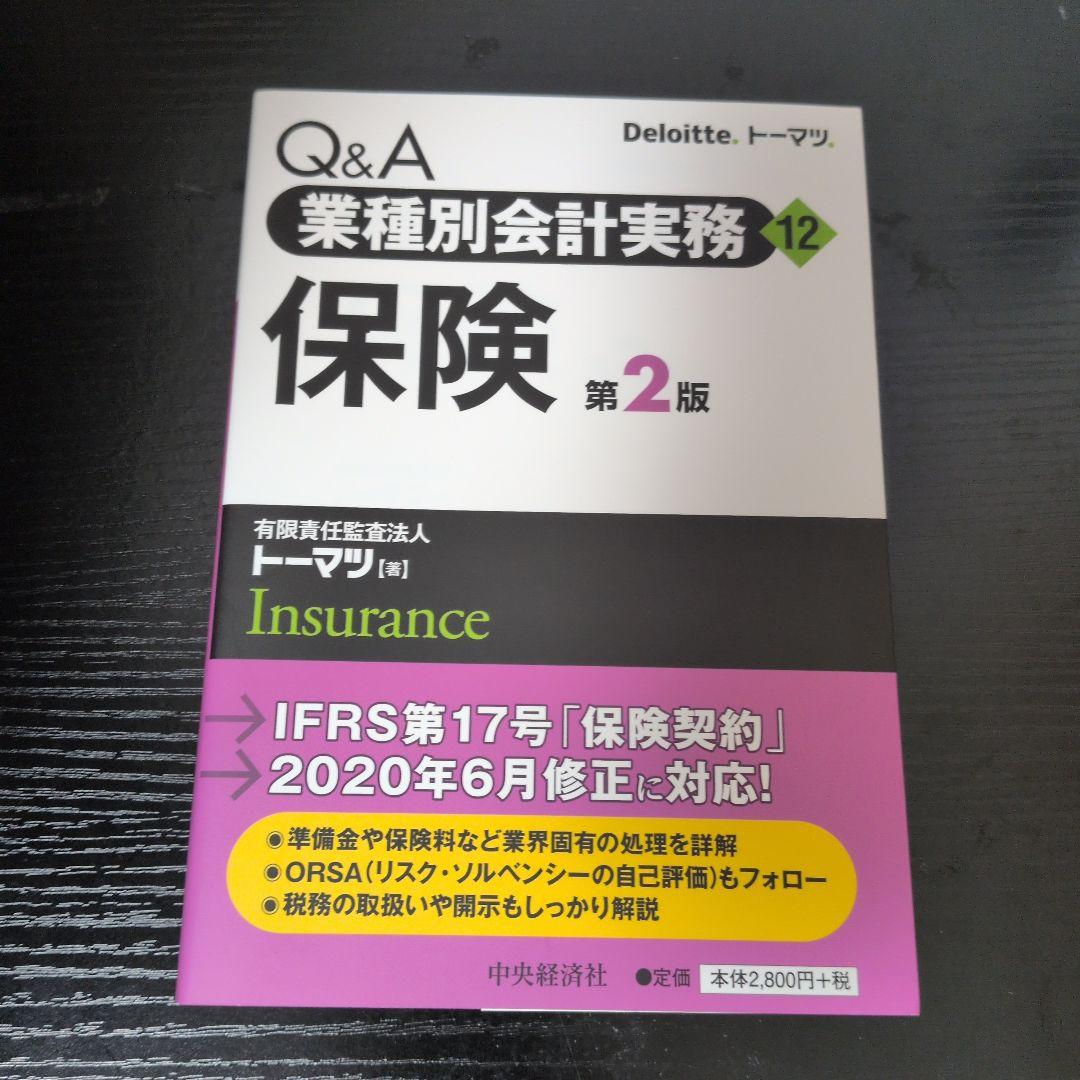 Q&A
Deloitte. トーマツ.
業種別会計実務 12
保険 第2版
有限責任監査法人
トーマツ【著】
Insurance
→IFRS第17号「保険契約」
→2020年6月修正に対応!
◉準備金や保険料など業界固有の処理を詳解
◉ORSA(リスク・ソルベンシーの自己評価)もフォロー
◉税務の取扱いや開示もしっかり解説
中央経済社 ●定価 本体2,800円+税